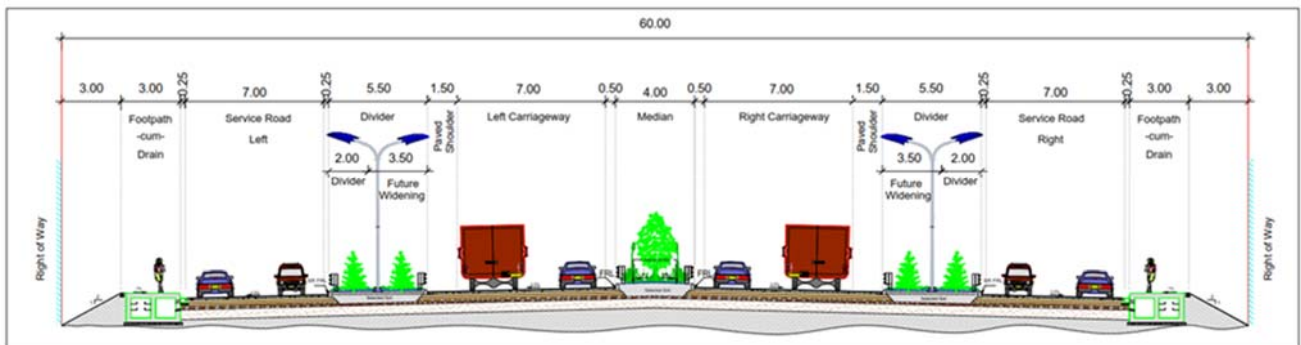 60.00
3.00 3.00 0.25 7.00 0.25 5.50 1.50 7.00 0.50 4.00 0.50 7.00 1.50 5.50 0.25 7.00 0.25 3.00 3.00
Footpath
-cum-
Drain
Service Road
Left
Divider
Paved
Shoulder
Left Carriageway
Median
Right Carriageway
Paved
Shoulder
Divider
Service Road
Right
Footpath
-cum-
Drain
2.00 3.50
Divider
Future
Widening
3.50 2.00
Future
Widening
Divider
Right of Way
FRL
FRL
Right of Way